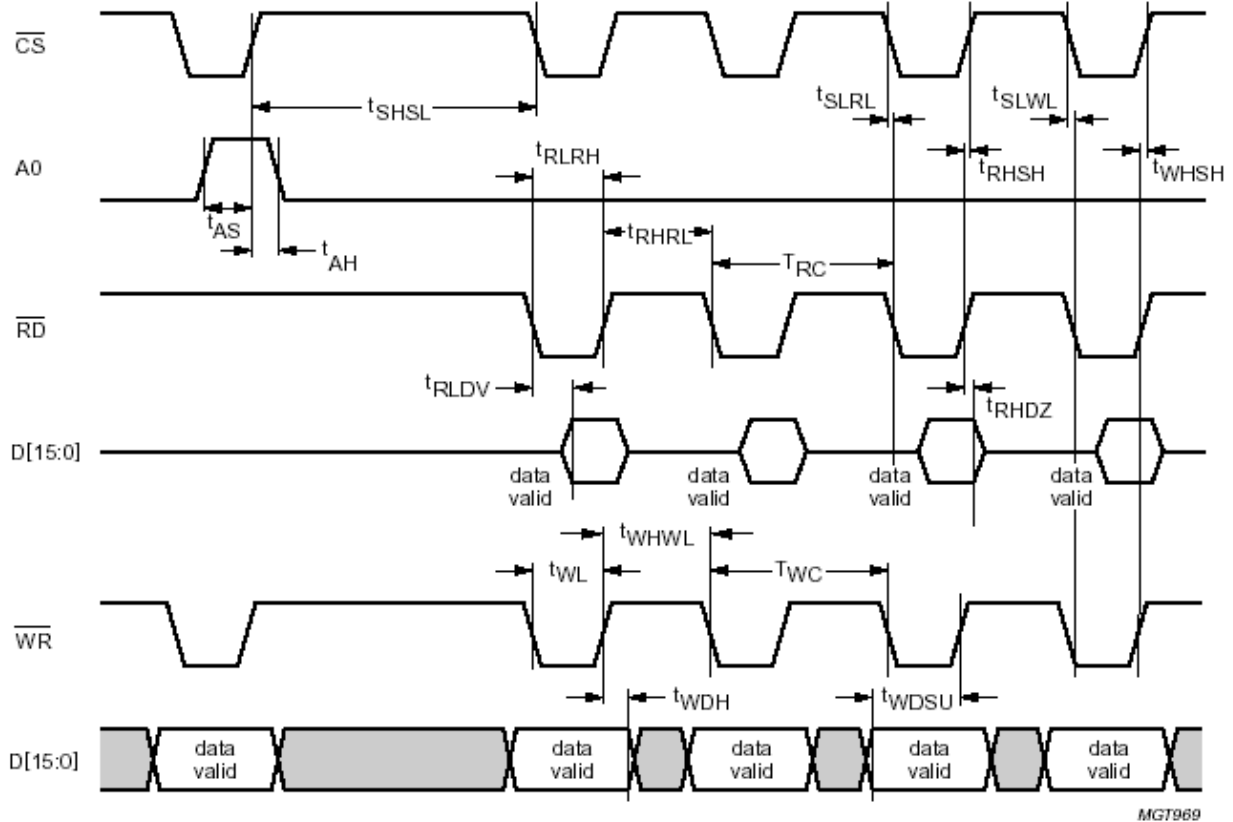 CS
tSHSL
tSLRL
tSLWL
A0
tRLRH
tRHSH
tWHSH
tAS
tAH
tRHRL
TRC
RD
tRLDV
tRHDZ
D[15:0]
data valid
data valid
data valid
data valid
tWHWL
tWL
TWC
WR
tWDH
tWDSU
D[15:0]
data valid
data valid
data valid
data valid
data valid
MGT969